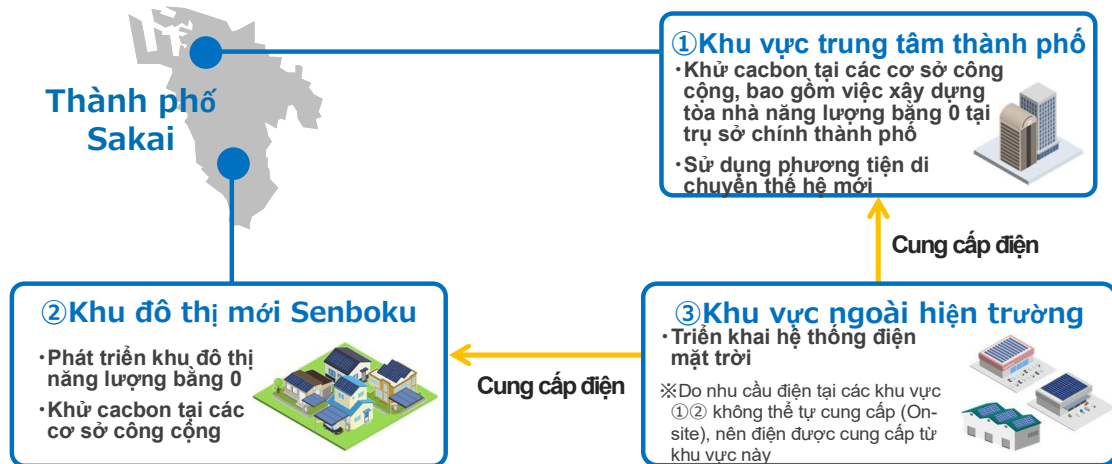 Thành phố
Sakai
①Khu vực trung tâm thành phố
・Khử cacbon tại các cơ sở công
cộng, bao gồm việc xây dựng
tòa nhà năng lượng bằng 0 tại
trụ sở chính thành phố
・Sử dụng phương tiện di
chuyển thế hệ mới
Cung cấp điện
②Khu đô thị mới Senboku
・Phát triển khu đô thị
năng lượng bằng 0
・Khử cacbon tại các
cơ sở công cộng
Cung cấp điện
③Khu vực ngoài hiện trường
・Triển khai hệ thống điện
mặt trời
※Do nhu cầu điện tại các khu vực
①② không thể tự cung cấp (On-
site), nên điện được cung cấp từ
khu vực này